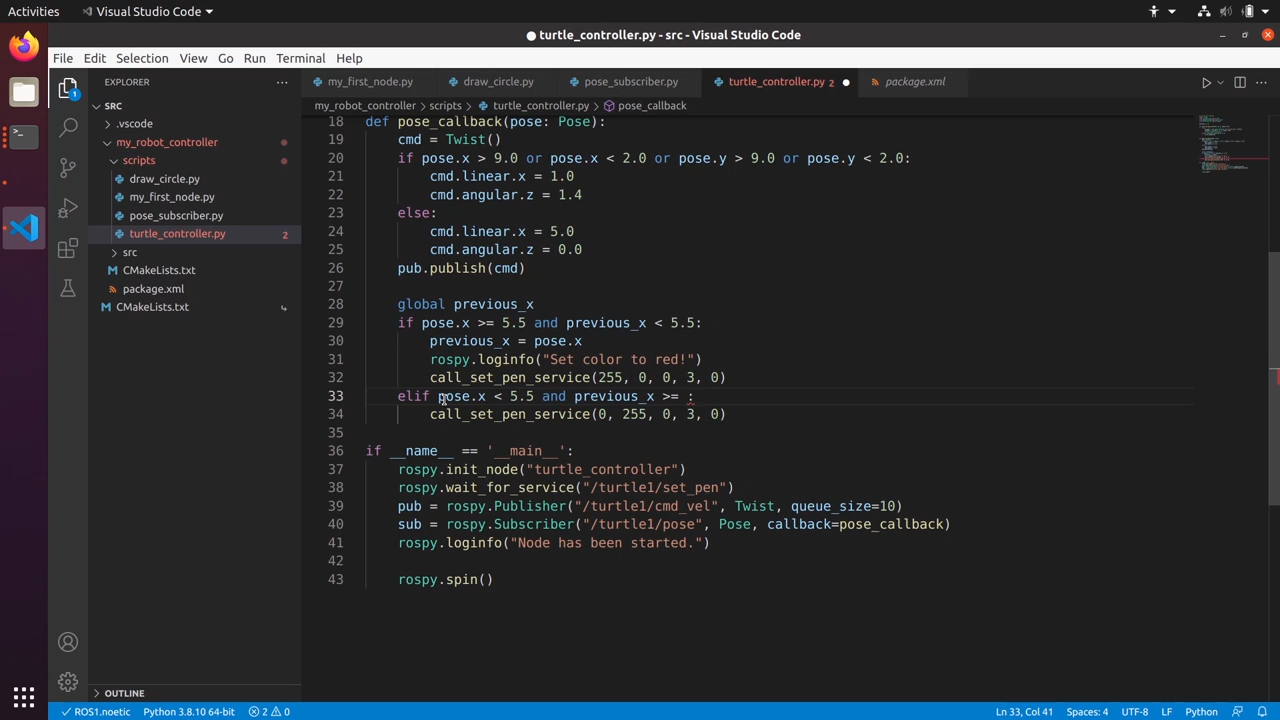 Activities
Visual Studio Code
turtle_controller.py - src - Visual Studio Code
File Edit Selection View Go Run Terminal Help
EXPLORER
my_first_node.py draw_circle.py pose_subscriber.py turtle_controller.py 2 package.xml
my_robot_controller > scripts > turtle_controller.py > pose_callback
SRC
.vscode
my_robot_controller
scripts
draw_circle.py
my_first_node.py
pose_subscriber.py
turtle_controller.py 2
src
CMakeLists.txt
package.xml
CMakeLists.txt
1
18 def pose_callback(pose: Pose):
19 cmd = Twist()
20 if pose.x > 9.0 or pose.x < 2.0 or pose.y > 9.0 or pose.y < 2.0:
21 cmd.linear.x = 1.0
22 cmd.angular.z = 1.4
23 else:
24 cmd.linear.x = 5.0
25 cmd.angular.z = 0.0
26 pub.publish(cmd)
27
28 global previous_x
29 if pose.x >= 5.5 and previous_x < 5.5:
30 previous_x = pose.x
31 rospy.loginfo("Set color to red!")
32 call_set_pen_service(255, 0, 0, 3, 0)
33 elif pose.x < 5.5 and previous_x >= :
34 call_set_pen_service(0, 255, 0, 3, 0)
35
36 if __name__ == '__main__':
37 rospy.init_node("turtle_controller")
38 rospy.wait_for_service("/turtle1/set_pen")
39 pub = rospy.Publisher("/turtle1/cmd_vel", Twist, queue_size=10)
40 sub = rospy.Subscriber("/turtle1/pose", Pose, callback=pose_callback)
41 rospy.loginfo("Node has been started.")
42
43 rospy.spin()
OUTLINE
ROS1.noetic Python 3.8.10 64-bit 2 0 Ln 33, Col 41 Spaces: 4 UTF-8 LF Python